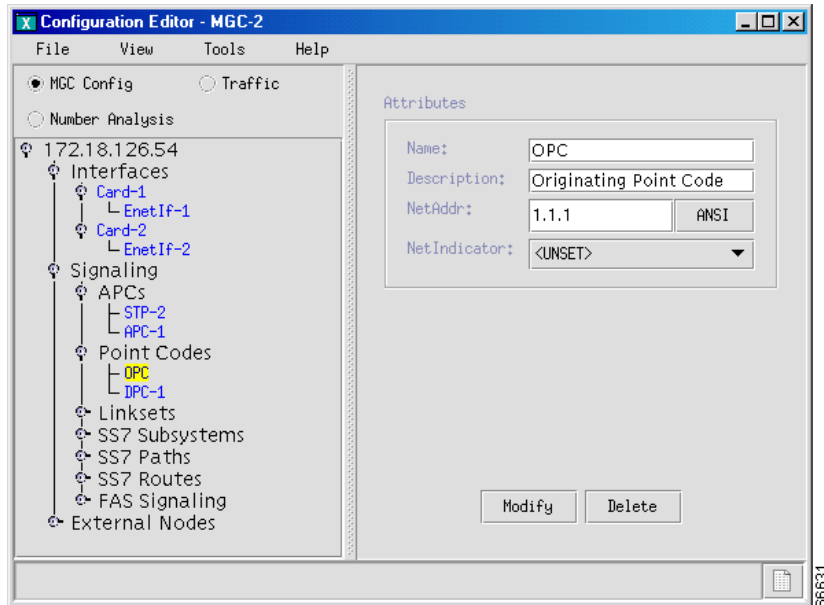 X Configuration Editor - MGC-2
File View Tools Help
MGC Config Traffic
Number Analysis
172.18.126.54
Interfaces
Card-1
EnetIf-1
Card-2
EnetIf-2
Signaling
APCs
STP-2
APC-1
Point Codes
OPC
DPC-1
Linksets
SS7 Subsystems
SS7 Paths
SS7 Routes
FAS Signaling
External Nodes
Attributes
Name: OPC
Description: Originating Point Code
NetAddr: 1.1.1 ANSI
NetIndicator: <UNSET>
Modify Delete
66631